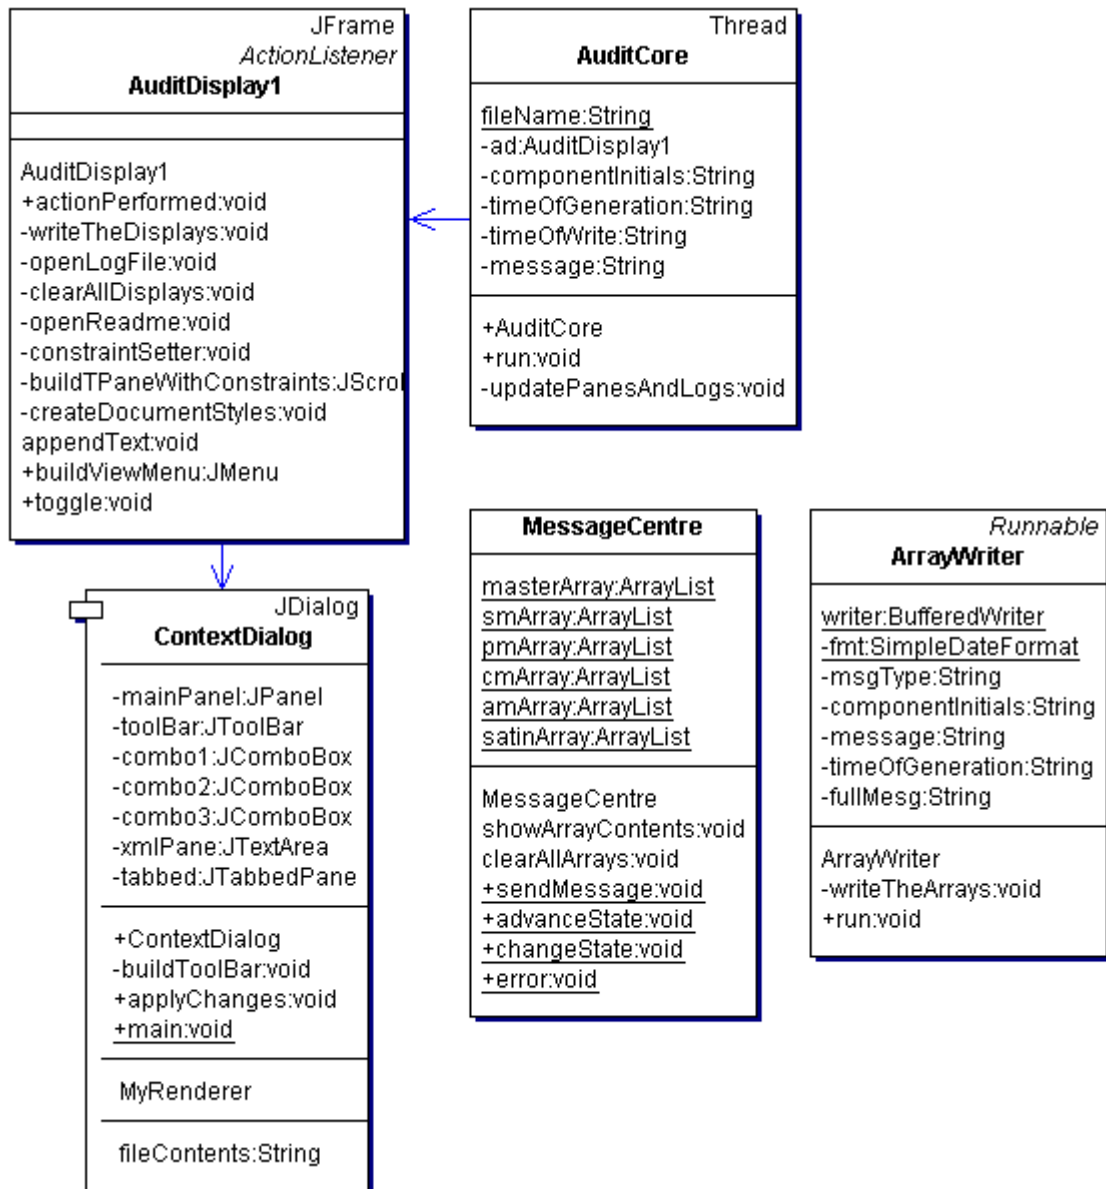 JFrame
ActionListener
AuditDisplay1
AuditDisplay1
+actionPerformed:void
-writeTheDisplays:void
-openLogFile:void
-clearAllDisplays:void
-openReadme:void
-constraintSetter:void
-buildTPaneWithConstraints:JScrol
-createDocumentStyles:void
appendText:void
+buildViewMenu:JMenu
+toggle:void
Thread
AuditCore
fileName:String
-ad:AuditDisplay1
-componentInitials:String
-timeOfGeneration:String
-timeOfWrite:String
-message:String
+AuditCore
+run:void
-updatePanesAndLogs:void
JDialog
ContextDialog
-mainPanel:JPanel
-toolBar:JToolBar
-combo1:JComboBox
-combo2:JComboBox
-combo3:JComboBox
-xmlPane:JTextArea
-tabbed:JTabbedPane
+ContextDialog
-buildToolBar:void
+applyChanges:void
+main:void
MyRenderer
fileContents:String
MessageCentre
masterArray:ArrayList
smArray:ArrayList
pmArray:ArrayList
cmArray:ArrayList
amArray:ArrayList
satinArray:ArrayList
MessageCentre
showArrayContents:void
clearAllArrays:void
+sendMessage:void
+advanceState:void
+changeState:void
+error:void
Runnable
ArrayWriter
writer:BufferedWriter
-fmt:SimpleDateFormat
-msgType:String
-componentInitials:String
-message:String
-timeOfGeneration:String
-fullMesg:String
ArrayWriter
-writeTheArrays:void
+run:void